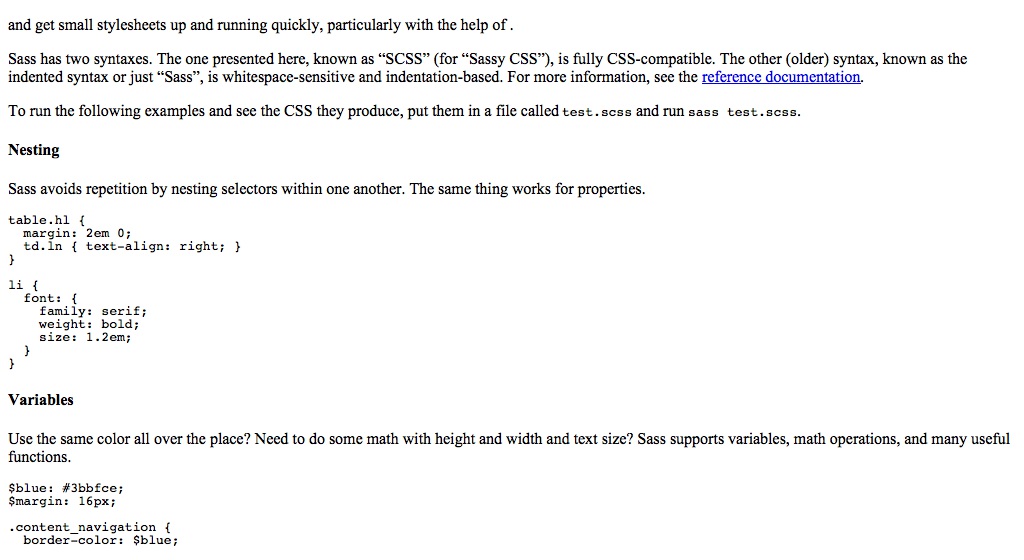 and get small stylesheets up and running quickly, particularly with the help of .
Sass has two syntaxes. The one presented here, known as “SCSS” (for “Sassy CSS”), is fully CSS-compatible. The other (older) syntax, known as the
indented syntax or just “Sass”, is whitespace-sensitive and indentation-based. For more information, see the reference documentation.
To run the following examples and see the CSS they produce, put them in a file called test.scss and run sass test.scss.
Nesting
Sass avoids repetition by nesting selectors within one another. The same thing works for properties.
table.hl {
  margin: 2em 0;
  td.ln { text-align: right; }
}
li {
  font: {
    family: serif;
    weight: bold;
    size: 1.2em;
  }
}
Variables
Use the same color all over the place? Need to do some math with height and width and text size? Sass supports variables, math operations, and many useful
functions.
$blue: #3bbfce;
$margin: 16px;
.content_navigation {
  border-color: $blue;